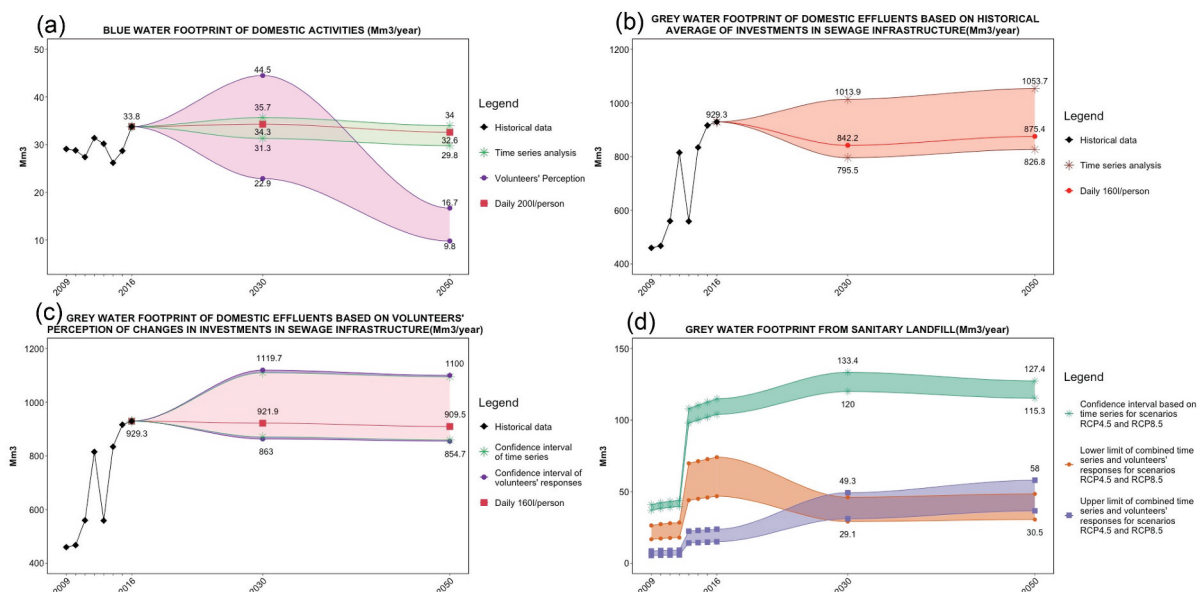 (a)
BLUE WATER FOOTPRINT OF DOMESTIC ACTIVITIES (Mm3/year)
50
40
30
20
10
Mm3
33.8
44.5
35.7
34.3
31.3
22.9
34
32.6
29.8
16.7
9.8
2009
2016
2030
2050
Legend
Historical data
Time series analysis
Volunteers' Perception
Daily 200l/person
(b)
GREY WATER FOOTPRINT OF DOMESTIC EFFLUENTS BASED ON HISTORICAL
AVERAGE OF INVESTMENTS IN SEWAGE INFRASTRUCTURE(Mm3/year)
1200
1000
800
600
400
Mm3
929.3
1013.9
842.2
795.5
1053.7
875.4
826.8
2009
2016
2030
2050
Legend
Historical data
Time series analysis
Daily 160l/person
(c)
GREY WATER FOOTPRINT OF DOMESTIC EFFLUENTS BASED ON VOLUNTEERS'
PERCEPTION OF CHANGES IN INVESTMENTS IN SEWAGE INFRASTRUCTURE(Mm3/year)
1200
1000
800
600
400
Mm3
929.3
1119.7
921.9
863
1100
909.5
854.7
2009
2016
2030
2050
Legend
Historical data
Confidence interval
of time series
Confidence interval of
volunteers' responses
Daily 160l/person
(d)
GREY WATER FOOTPRINT FROM SANITARY LANDFILL(Mm3/year)
150
100
50
0
Mm3
133.4
120
49.3
29.1
127.4
115.3
58
30.5
2009
2016
2030
2050
Legend
Confidence interval based on
time series for scenarios
RCP4.5 and RCP8.5
Lower limit of combined time
series and volunteers'
responses for scenarios
RCP4.5 and RCP8.5
Upper limit of combined time
series and volunteers'
responses for scenarios
RCP4.5 and RCP8.5